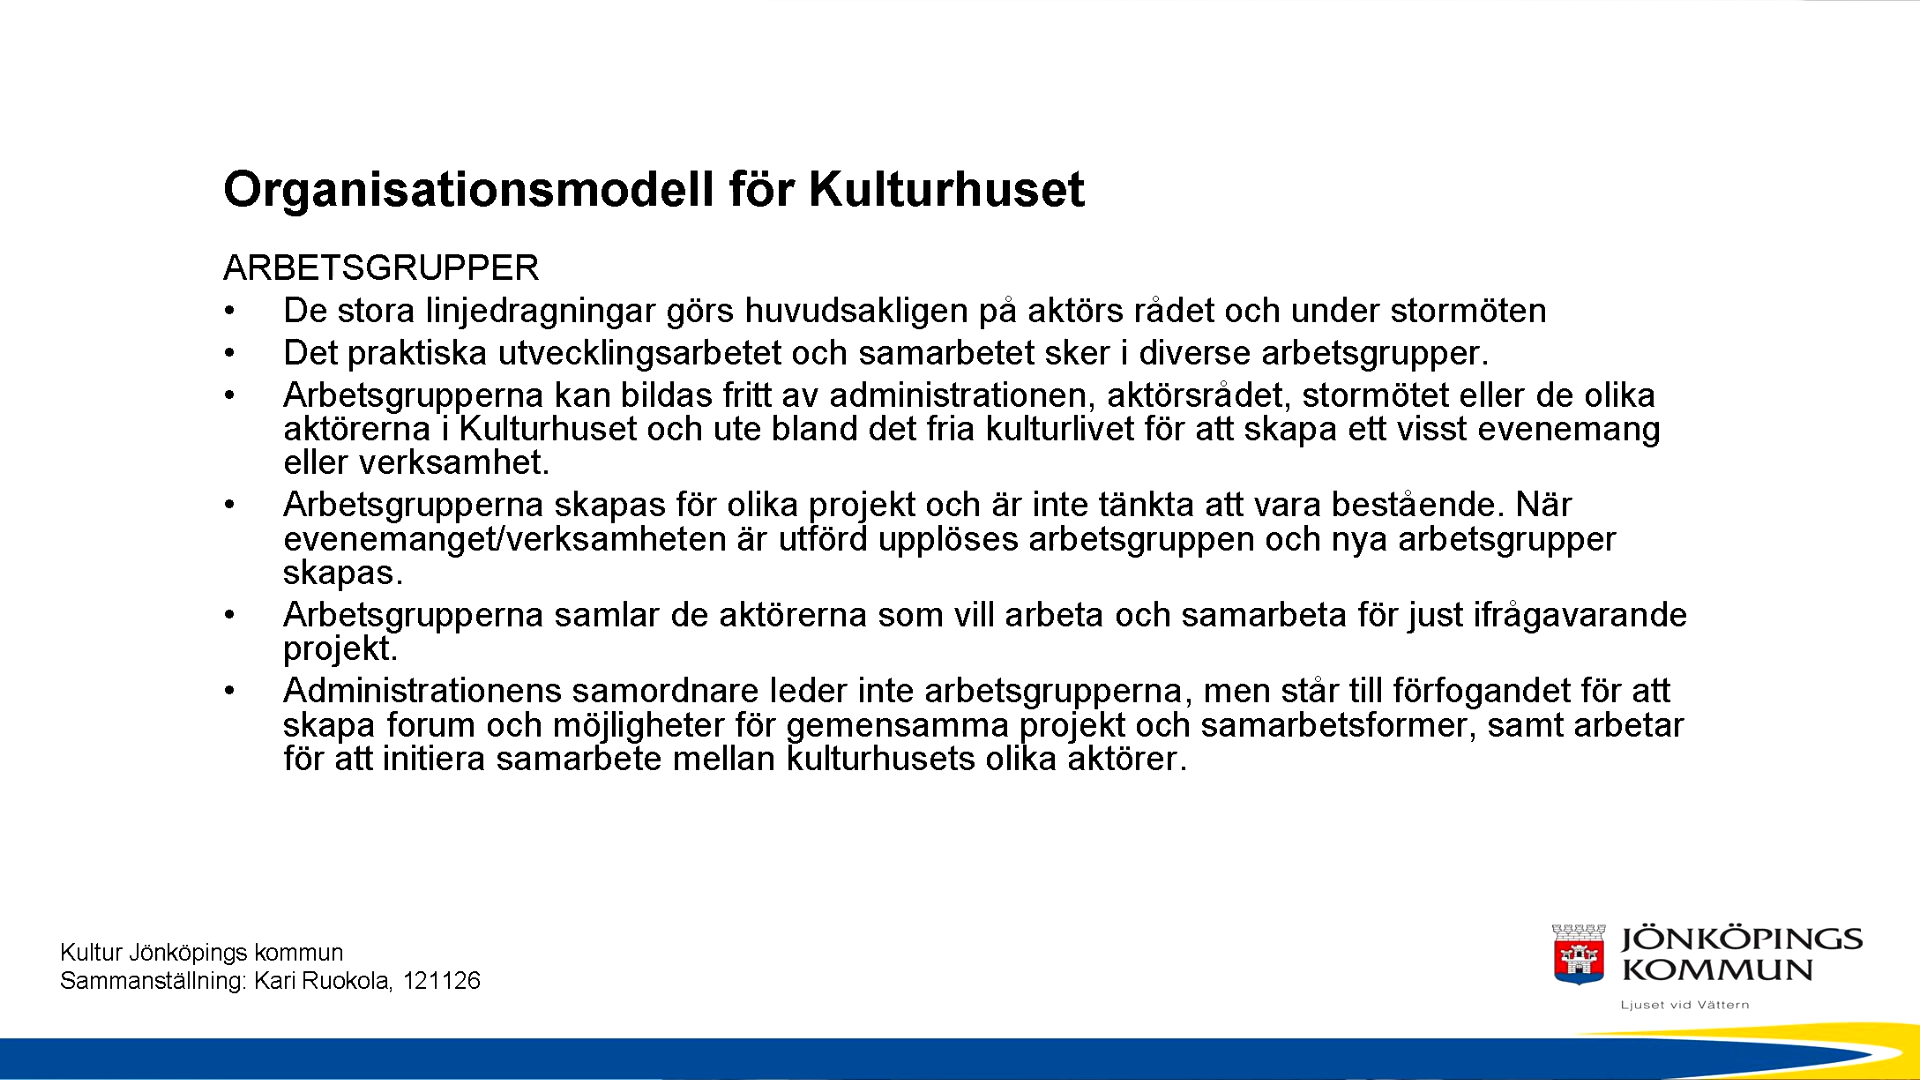 Organisationsmodell för Kulturhuset
ARBETSGRUPPER
• De stora linjedragningar görs huvudsakligen på aktörs rådet och under stormöten
• Det praktiska utvecklingsarbetet och samarbetet sker i diverse arbetsgrupper.
• Arbetsgrupperna kan bildas fritt av administrationen, aktörsrådet, stormötet eller de olika
aktörerna i Kulturhuset och ute bland det fria kulturlivet för att skapa ett visst evenemang
eller verksamhet.
• Arbetsgrupperna skapas för olika projekt och är inte tänkta att vara bestående. När
evenemanget/verksamheten är utförd upplöses arbetsgruppen och nya arbetsgrupper
skapas.
• Arbetsgrupperna samlar de aktörerna som vill arbeta och samarbeta för just ifrågavarande
projekt.
• Administrationens samordnare leder inte arbetsgrupperna, men står till förfogandet för att
skapa forum och möjligheter för gemensamma projekt och samarbetsformer, samt arbetar
för att initiera samarbete mellan kulturhusets olika aktörer.
Kultur Jönköpings kommun
Sammanställning: Kari Ruokola, 121126
JÖNKÖPINGS
KOMMUN
Ljuset vid Vättern